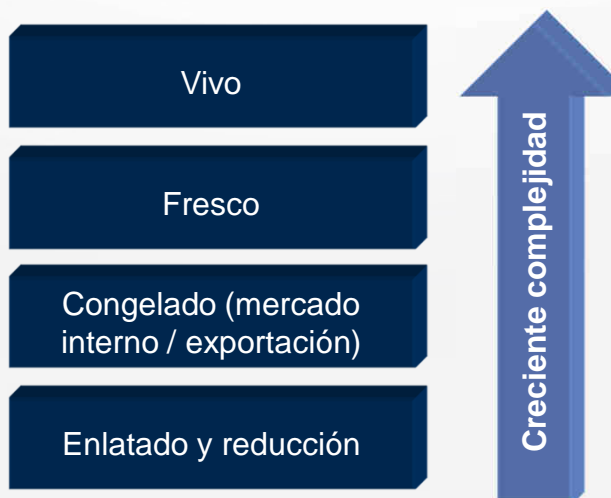 Vivo
Fresco
Congelado (mercado
interno / exportación)
Enlatado y reducción
Creciente complejidad